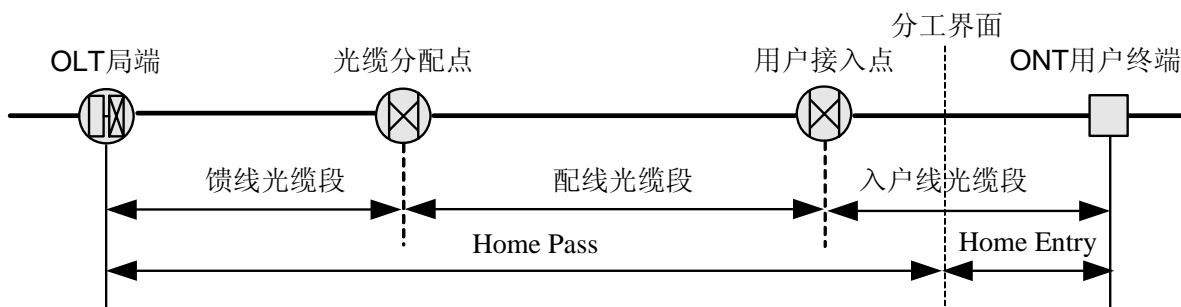 分工界面
OLT局端
光缆分配点
用户接入点
ONT用户终端
馈线光缆段
配线光缆段
入户线光缆段
Home Pass
Home Entry